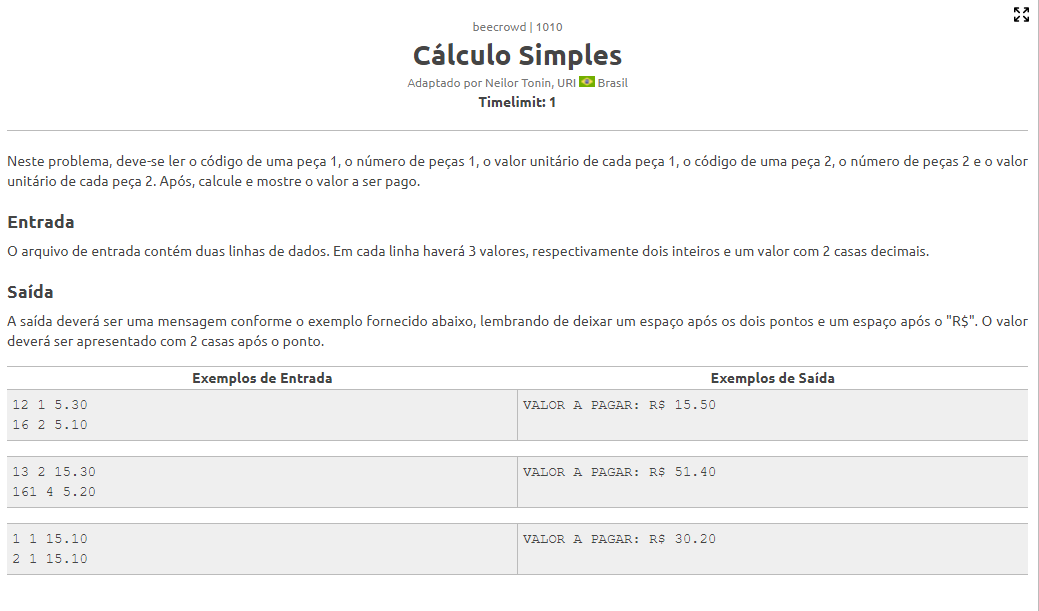 beecrowd | 1010
Cálculo Simples
Adaptado por Neilor Tonin, URI Brasil
Timelimit: 1
Neste problema, deve-se ler o código de uma peça 1, o número de peças 1, o valor unitário de cada peça 1, o código de uma peça 2, o número de peças 2 e o valor
unitário de cada peça 2. Após, calcule e mostre o valor a ser pago.
Entrada
O arquivo de entrada contém duas linhas de dados. Em cada linha haverá 3 valores, respectivamente dois inteiros e um valor com 2 casas decimais.
Saída
A saída deverá ser uma mensagem conforme o exemplo fornecido abaixo, lembrando de deixar um espaço após os dois pontos e um espaço após o "R$". O valor
deverá ser apresentado com 2 casas após o ponto.
Exemplos de Entrada Exemplos de Saída
12 1 5.30 VALOR A PAGAR: R$ 15.50
16 2 5.10
13 2 15.30 VALOR A PAGAR: R$ 51.40
161 4 5.20
1 1 15.10 VALOR A PAGAR: R$ 30.20
2 1 15.10